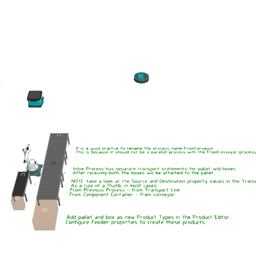 It is a good practice to rename the process name from conveyor
This is because it should not be a parallel process with the FromConveyor process
Inline Process has separate transport statements for pallet and boxes.
After receiving both, the boxes will be attached to the pallet
NOTE: Take a look at the Source and Destination property values in the Trans
As a rule of a thumb, in most cases:
From Previous Process - from Transport Link
From Component Container - from conveyor
Add pallet and box as new Product Types in the Product Editor.
Configure Feeder properties to create these products.